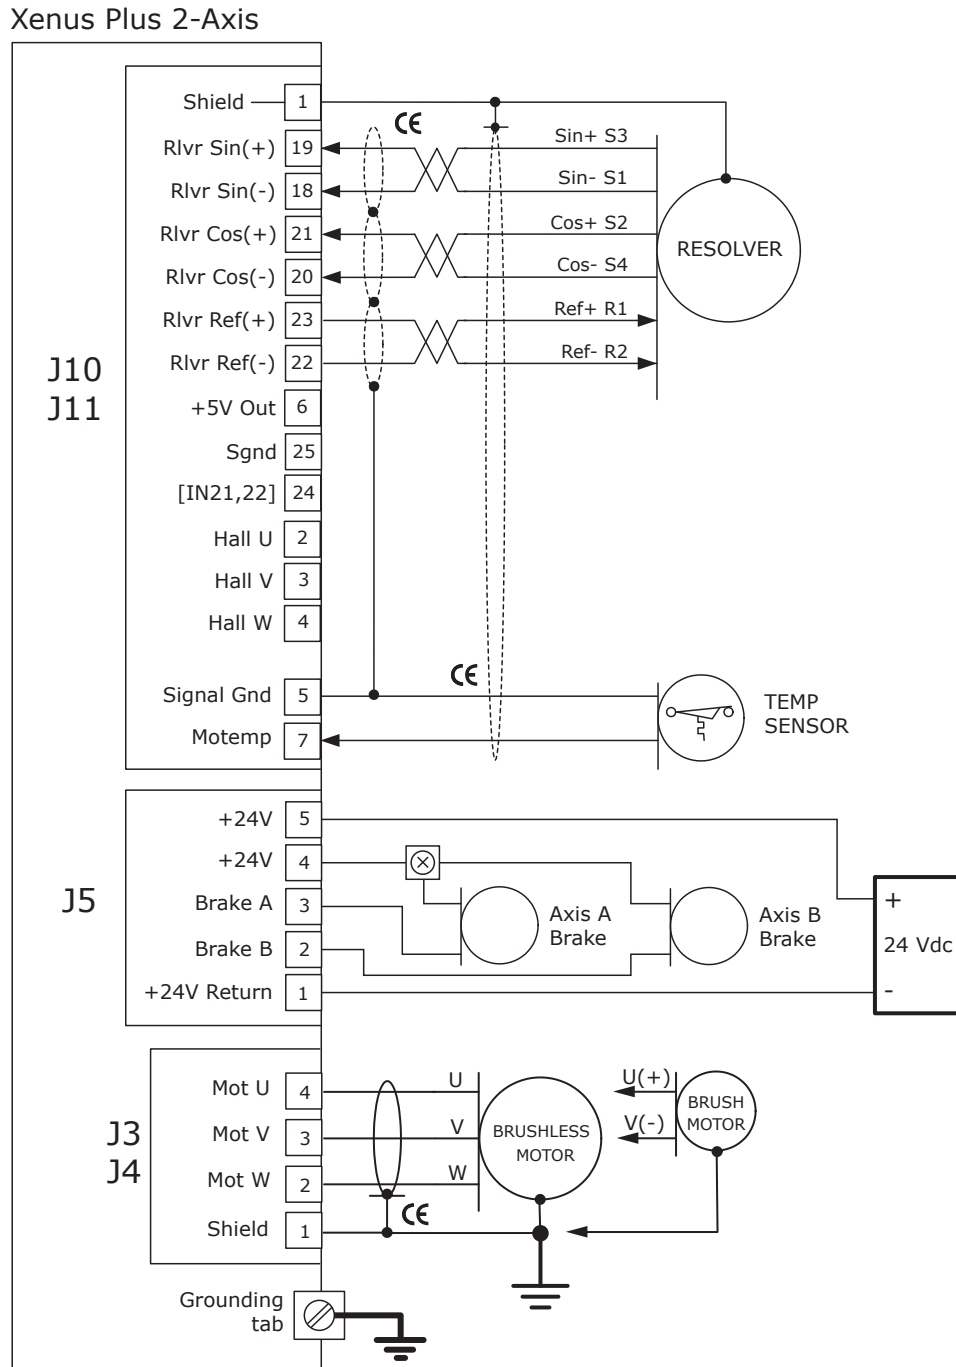 Xenus Plus 2-Axis
Shield 1
CE
Rlvr Sin(+) 19 Sin+ S3
Rlvr Sin(-) 18 Sin- S1
Rlvr Cos(+) 21 Cos+ S2
RESOLVER
Rlvr Cos(-) 20 Cos- S4
Rlvr Ref(+) 23 Ref+ R1
Rlvr Ref(-) 22 Ref- R2
J10
J11
+5V Out 6
Sgnd 25
[IN21,22] 24
Hall U 2
Hall V 3
Hall W 4
CE
Signal Gnd 5
Motemp 7
TEMP
SENSOR
+24V 5
+24V 4
J5
Brake A 3
Brake B 2
+24V Return 1
Axis A
Brake
Axis B
Brake
+
24 Vdc
-
J3
J4
Mot U 4 U
Mot V 3 V
Mot W 2 W
Shield 1
CE
BRUSHLESS
MOTOR
U(+)
V(-)
BRUSH
MOTOR
Grounding
tab